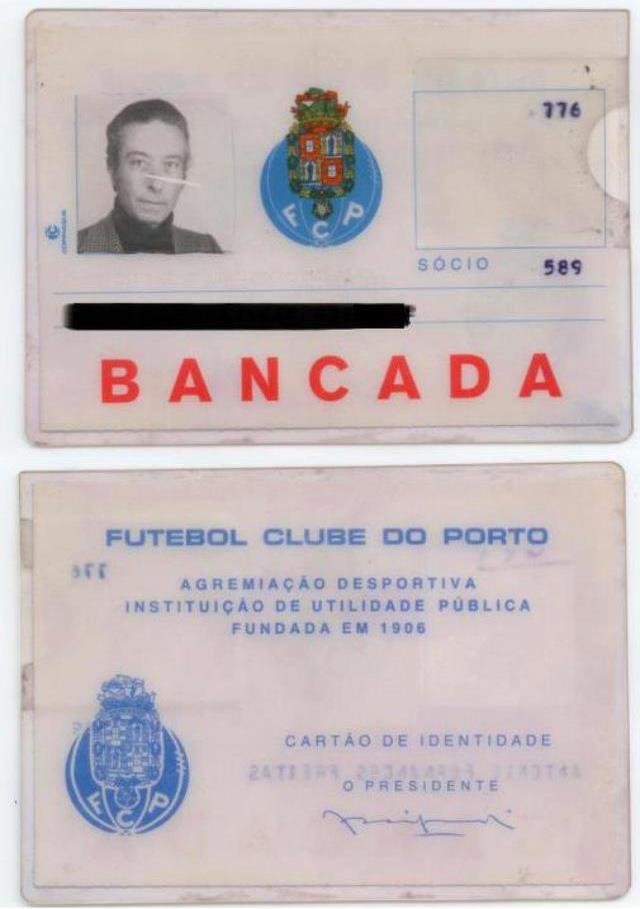 776
FCP
SÓCIO 589
BANCADA
FUTEBOL CLUBE DO PORTO
AGREMIAÇÃO DESPORTIVA
INSTITUIÇÃO DE UTILIDADE PÚBLICA
FUNDADA EM 1906
FCP
CARTÃO DE IDENTIDADE
O PRESIDENTE